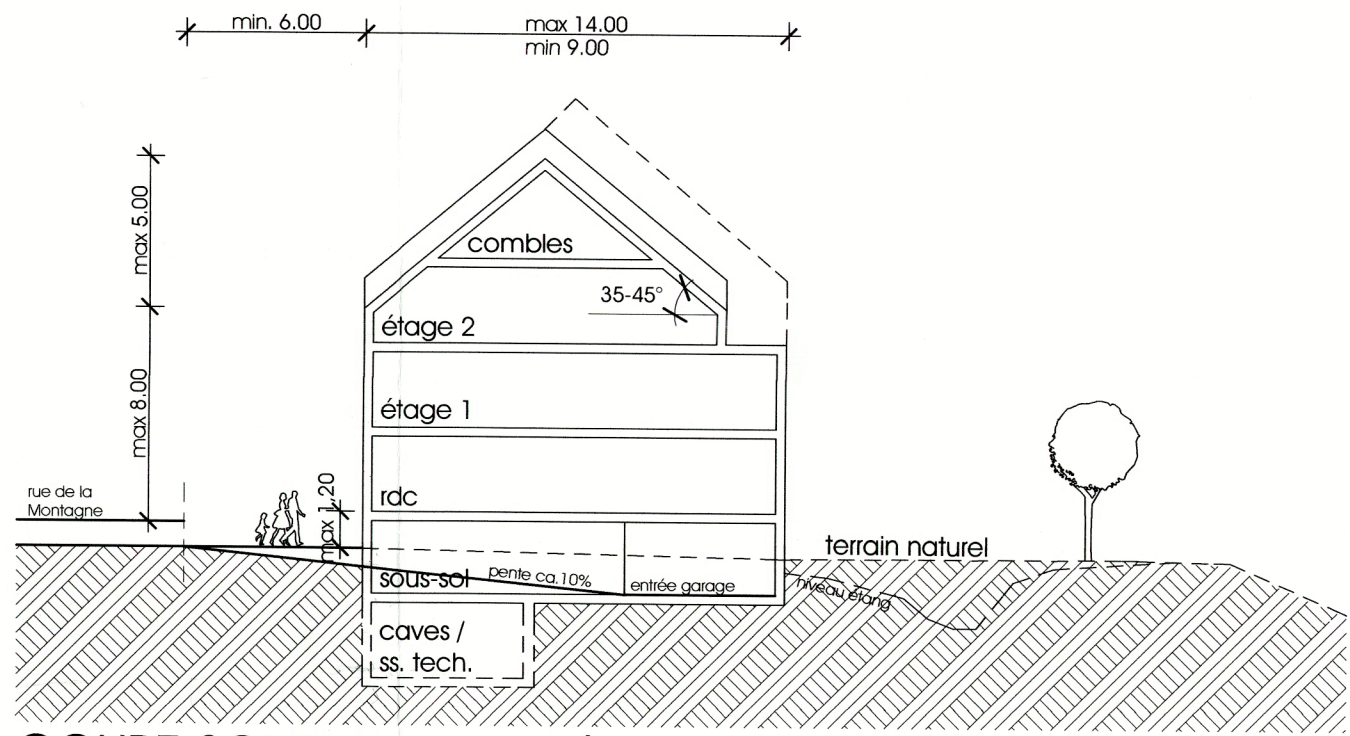 min. 6.00
max 14.00
min 9.00
max 5.00
combles
35-45°
étage 2
max 8.00
étage 1
rue de la
Montagne
max 1,20
rdc
terrain naturel
sous-sol
pente ca.10%
entrée garage
niveau étang
caves /
ss. tech.